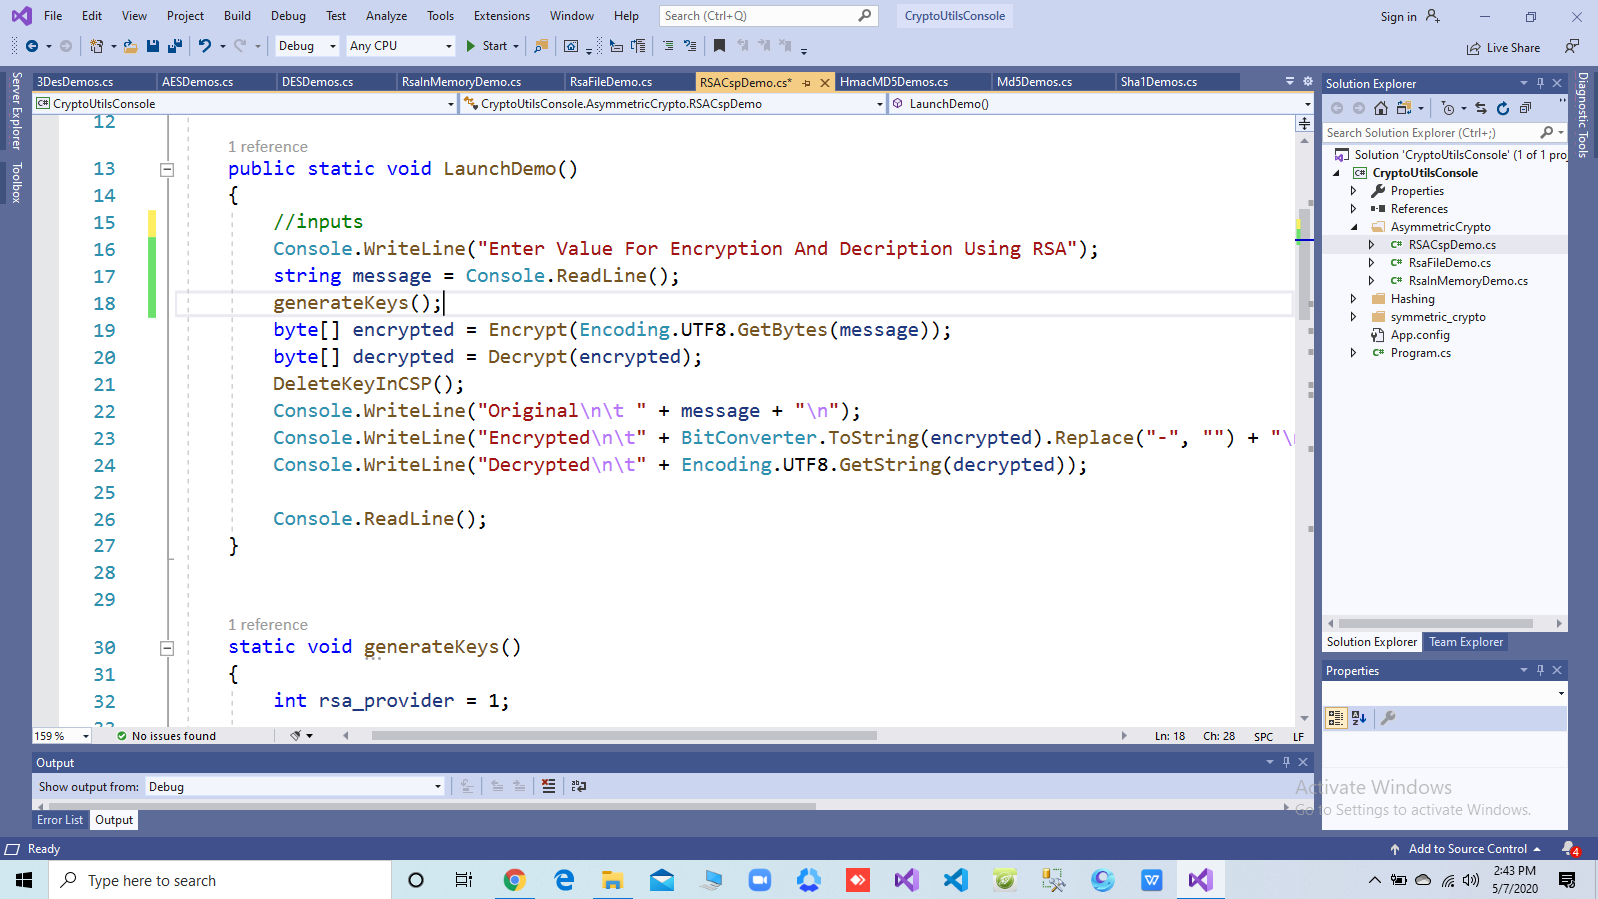 File Edit View Project Build Debug Test Analyze Tools Extensions Window Help Search (Ctrl+Q) CryptoUtilsConsole Sign in
Debug Any CPU Start Live Share
3DesDemos.cs AESDemos.cs DESDemos.cs RsaInMemoryDemo.cs RsaFileDemo.cs RSACspDemo.cs* HmacMD5Demos.cs Md5Demos.cs Sha1Demos.cs
C# CryptoUtilsConsole CryptoUtilsConsole.AsymmetricCrypto.RSACspDemo LaunchDemo()
Server Explorer
Toolbox
12
1 reference
13 public static void LaunchDemo()
14 {
15 //inputs
16 Console.WriteLine("Enter Value For Encryption And Decription Using RSA");
17 string message = Console.ReadLine();
18 generateKeys();
19 byte[] encrypted = Encrypt(Encoding.UTF8.GetBytes(message));
20 byte[] decrypted = Decrypt(encrypted);
21 DeleteKeyInCSP();
22 Console.WriteLine("Original\n\t " + message + "\n");
23 Console.WriteLine("Encrypted\n\t" + BitConverter.ToString(encrypted).Replace("-", "") + "\
24 Console.WriteLine("Decrypted\n\t" + Encoding.UTF8.GetString(decrypted));
25
26 Console.ReadLine();
27 }
28
29
1 reference
30 static void generateKeys()
31 {
32 int rsa_provider = 1;
159 % No issues found Ln: 18 Ch: 28 SPC LF
Output
Show output from: Debug
Error List Output
Solution Explorer
Search Solution Explorer (Ctrl+;)
Solution 'CryptoUtilsConsole' (1 of 1 proj
C# CryptoUtilsConsole
Properties
References
AsymmetricCrypto
C# RSACspDemo.cs
C# RsaFileDemo.cs
C# RsaInMemoryDemo.cs
Hashing
symmetric_crypto
App.config
C# Program.cs
Solution Explorer Team Explorer
Properties
Diagnostic Tools
Activate Windows
Go to Settings to activate Windows.
Ready Add to Source Control 4
Type here to search
2:43 PM
5/7/2020